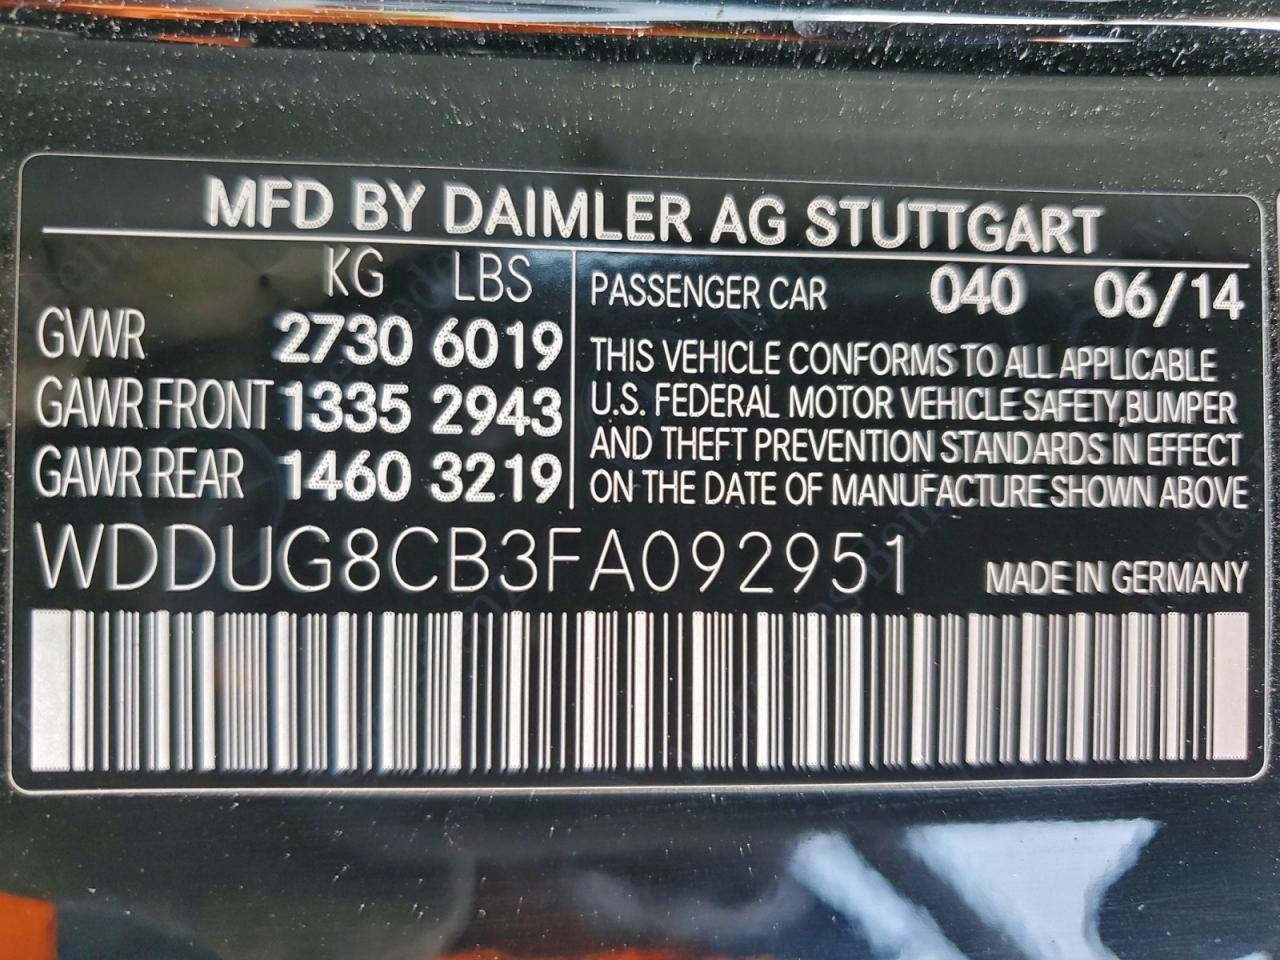 MFD BY DAIMLER AG STUTTGART
KG LBS
GVWR 2730 6019
GAWR FRONT 1335 2943
GAWR REAR 1460 3219
PASSENGER CAR 040 06/14
THIS VEHICLE CONFORMS TO ALL APPLICABLE
U.S. FEDERAL MOTOR VEHICLE SAFETY, BUMPER
AND THEFT PREVENTION STANDARDS IN EFFECT
ON THE DATE OF MANUFACTURE SHOWN ABOVE
WDDUG8CB3FA092951 MADE IN GERMANY